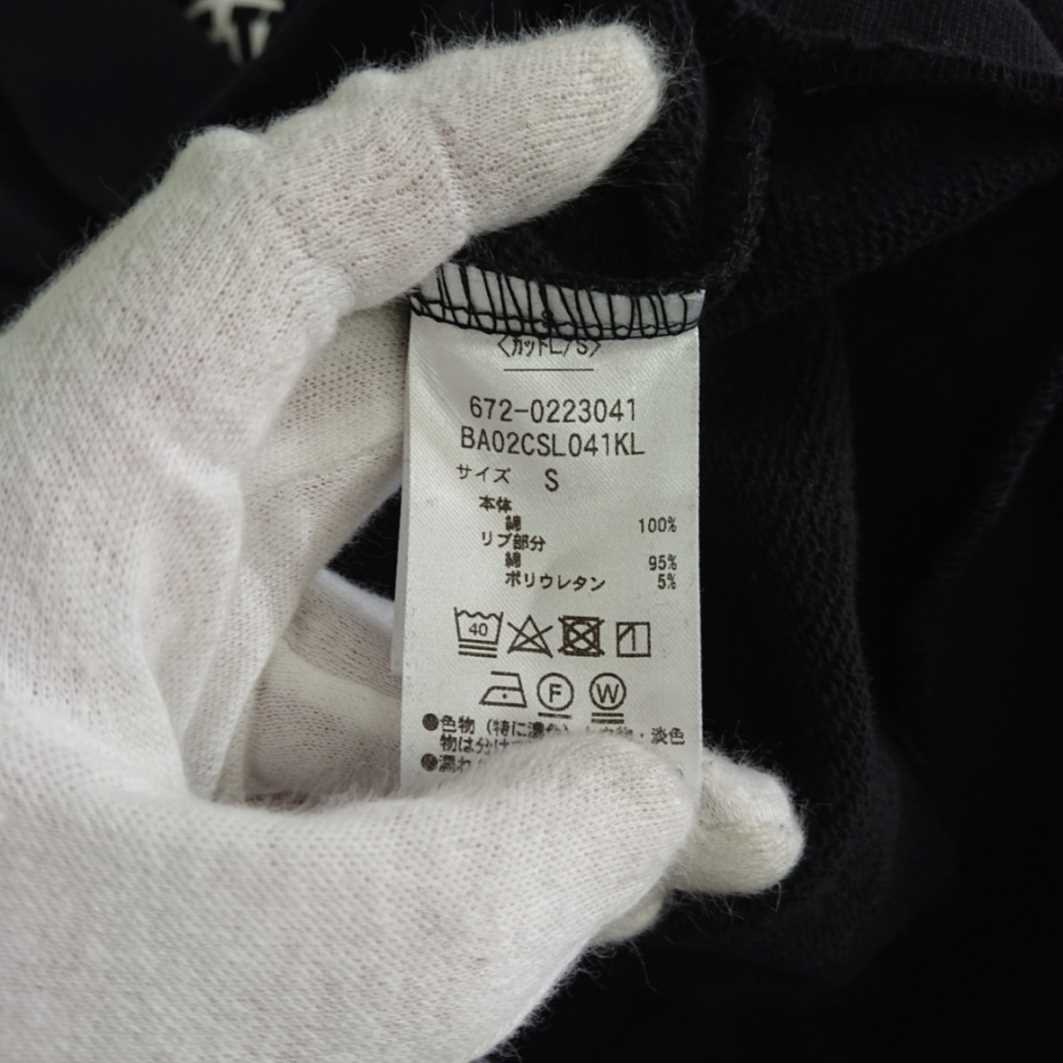 <カットL/S>
672-0223041
BA02CSL041KL
サイズ S
本体
綿 100%
リブ部分
綿 95%
ポリウレタン 5%
40
F W
●色物(特に濃色) ・淡色
物は分け
●濡れ